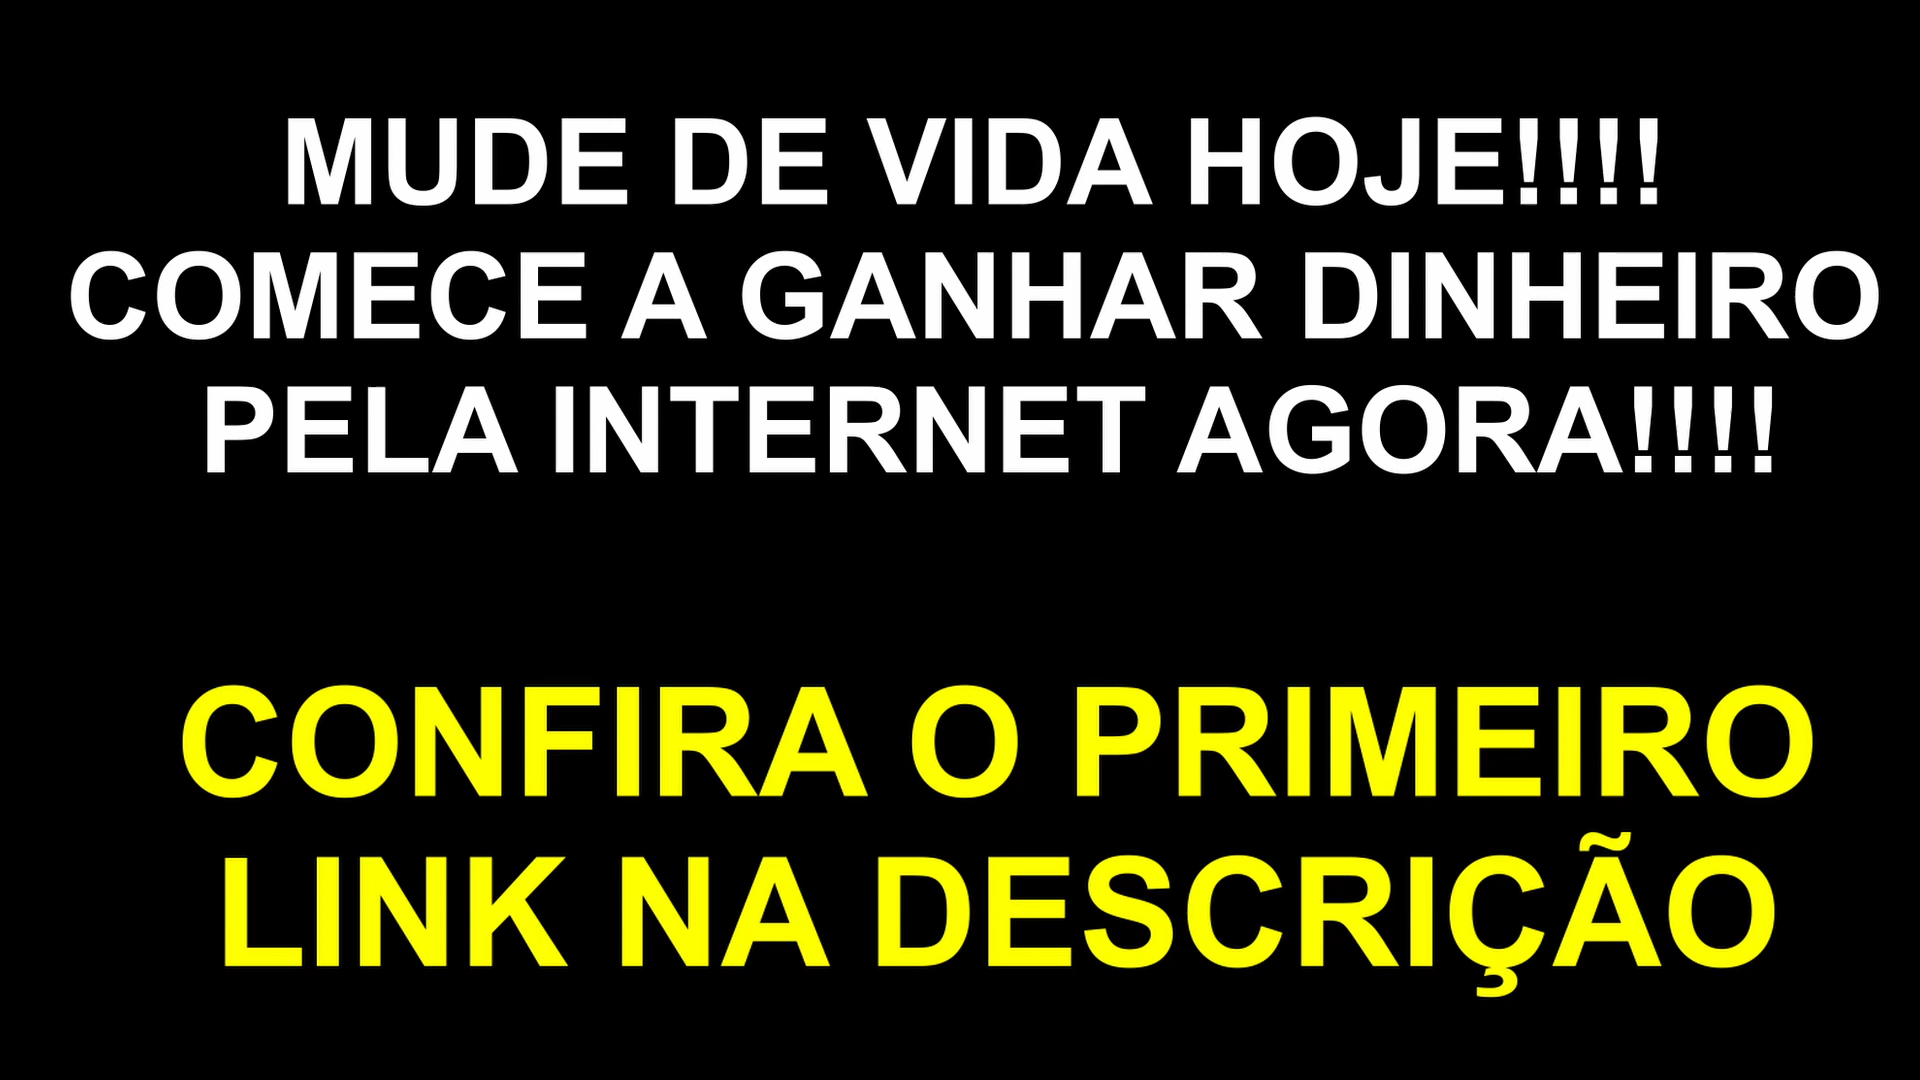 MUDE DE VIDA HOJE!!!!
COMECE A GANHAR DINHEIRO
PELA INTERNET AGORA!!!!
CONFIRA O PRIMEIRO
LINK NA DESCRIÇÃO